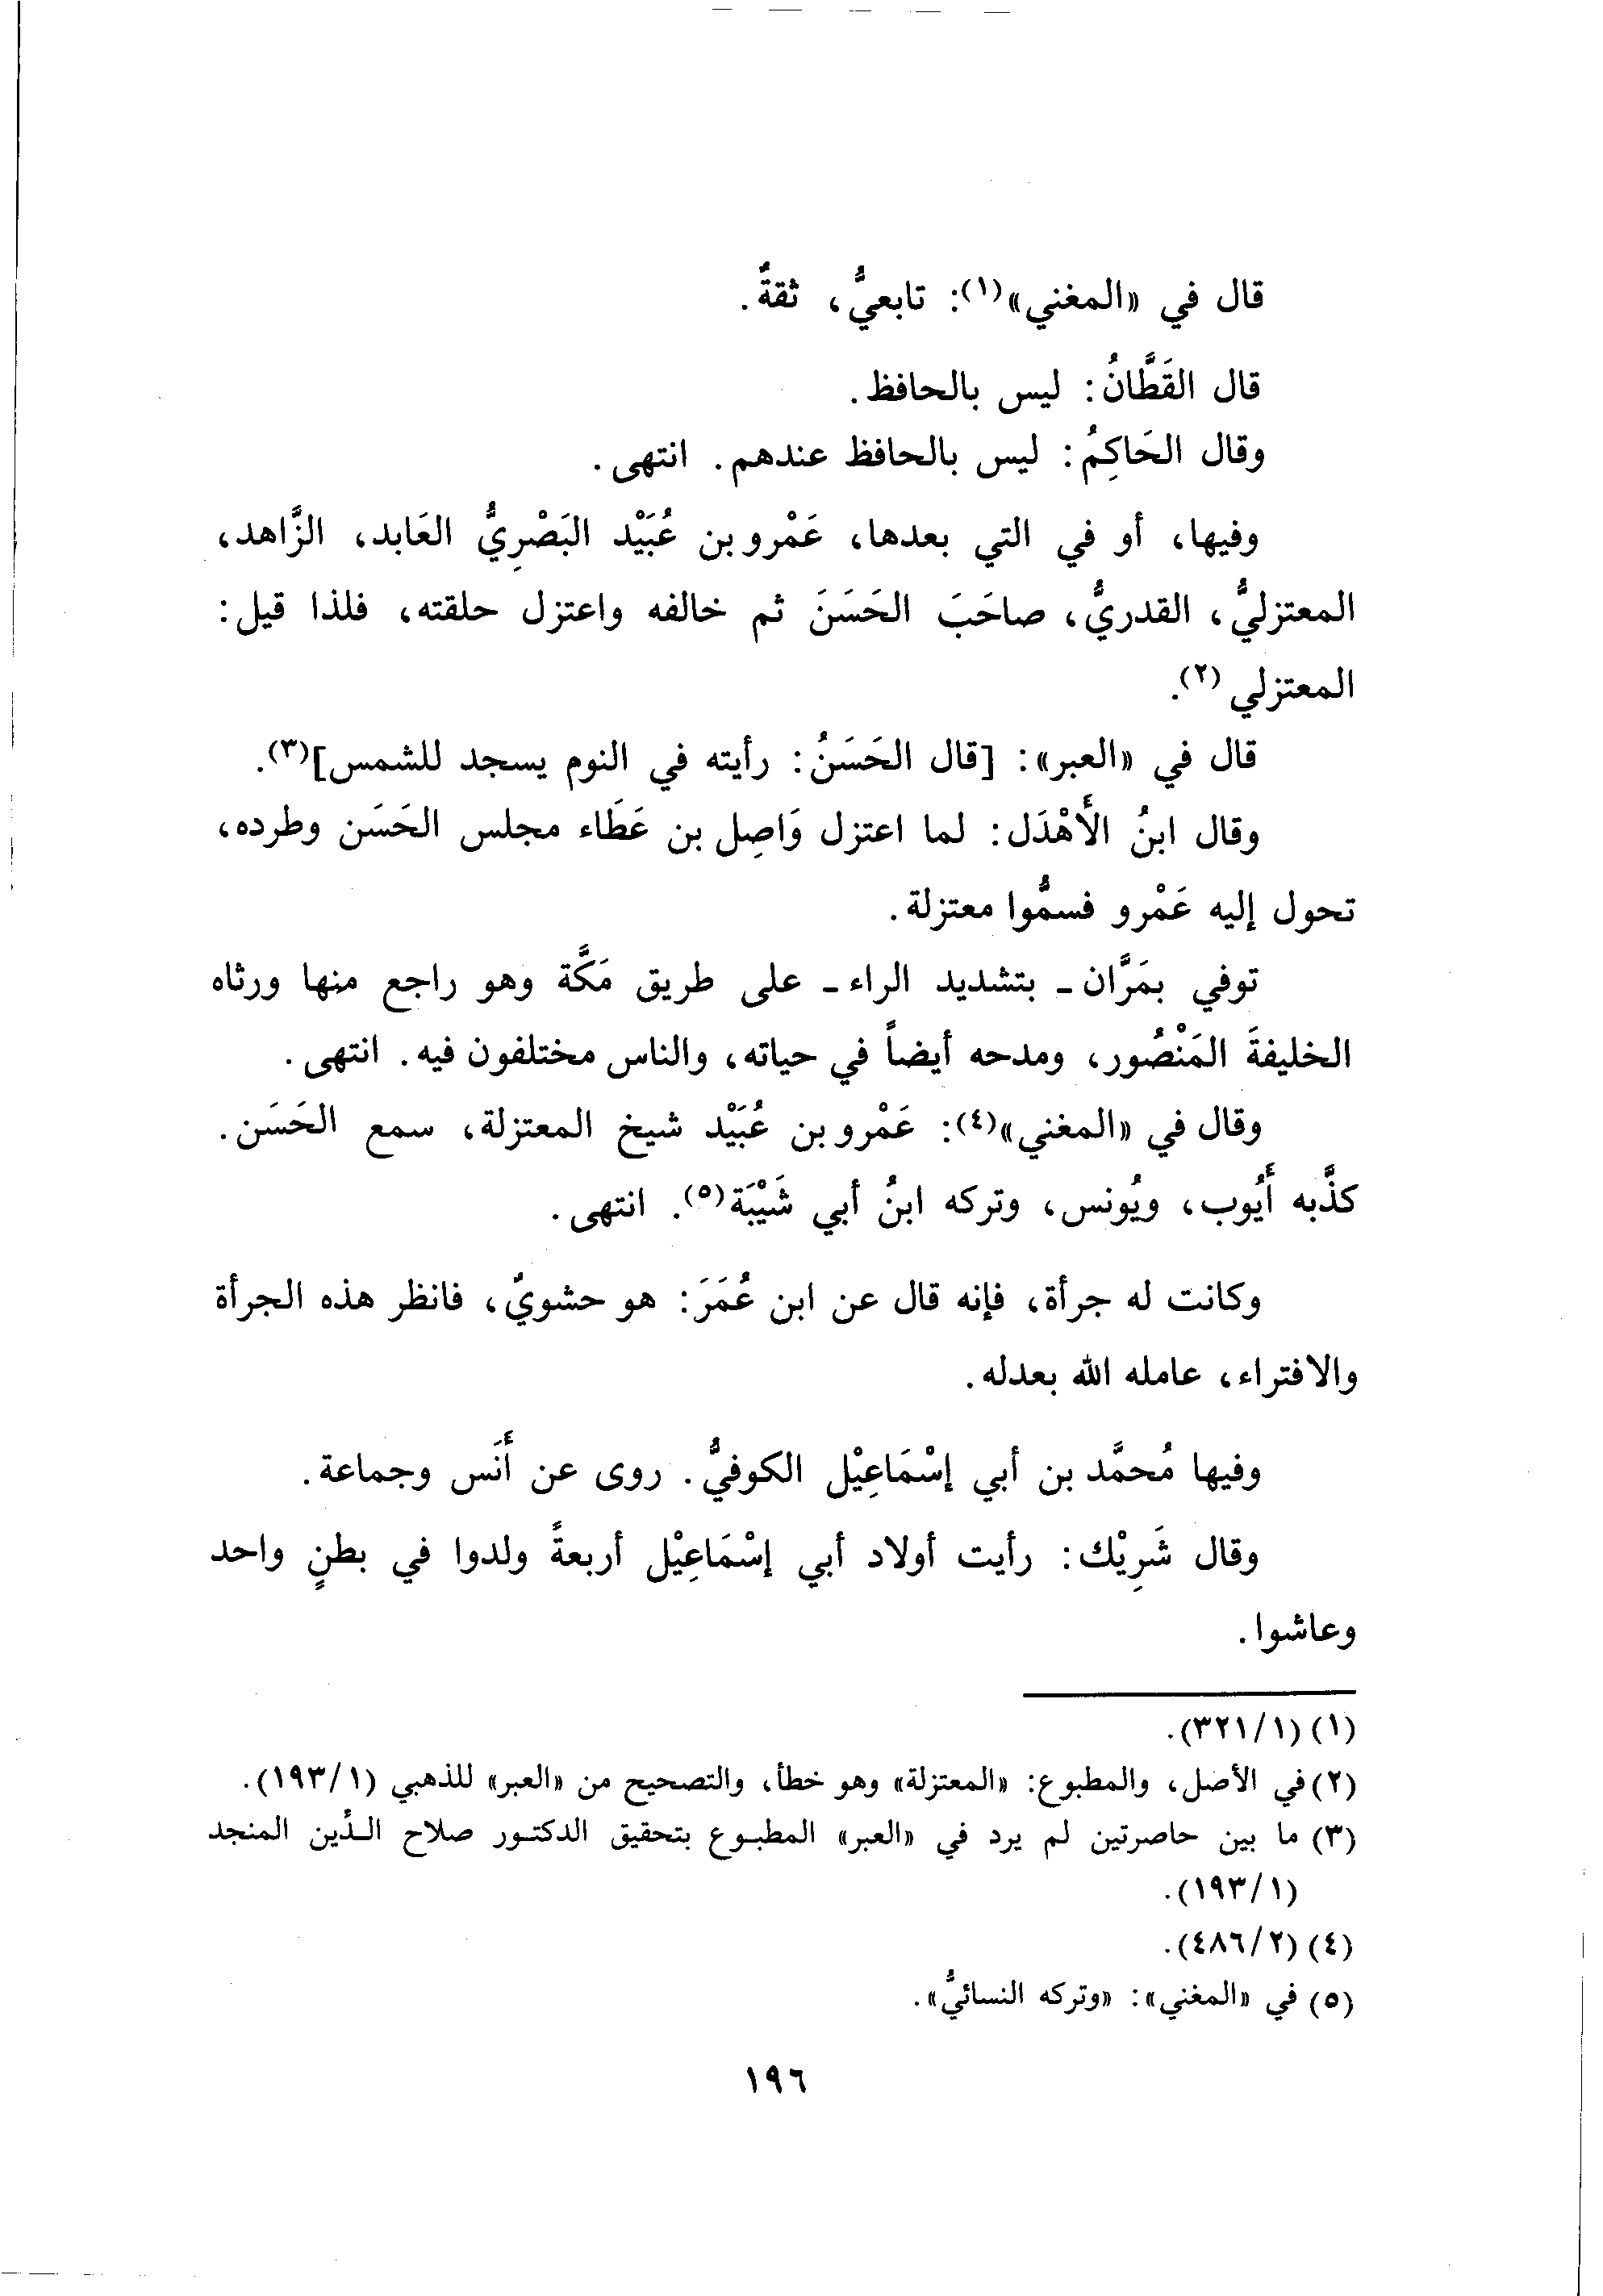 قال في «المغني»(١): تابعيٌّ، ثقةٌ.
قال القَطَّانُ: ليس بالحافظ.
وقال الحَاكِمُ: ليس بالحافظ عندهم. انتهى.
وفيها، أو في التي بعدها، عَمْرو بن عُبَيْد البَصْرِيُّ العَابد، الزَّاهد،
المعتزليُّ، القدريُّ، صاحَبَ الحَسَنَ ثم خالفه واعتزل حلقته، فلذا قيل:
المعتزلي (٢).
قال في «العبر»: [قال الحَسَنُ: رأيته في النوم يسجد للشمس](٣).
وقال ابنُ الأَهْدَل: لما اعتزل وَاصِل بن عَطَاء مجلس الحَسَن وطرده،
تحول إليه عَمْرو فسمُّوا معتزلة.
توفي بمَرَّان ـ بتشديد الراء ـ على طريق مَكَّة وهو راجع منها ورثاه
الخليفةَ المَنْصُور، ومدحه أيضاً في حياته، والناس مختلفون فيه. انتهى.
وقال في «المغني»(٤): عَمْرو بن عُبَيْد شيخ المعتزلة، سمع الحَسَن.
كذَّبه أَيُوب، ويُونس، وتركه ابنُ أبي شَيْبَة(٥). انتهى.
وكانت له جرأة، فإنه قال عن ابن عُمَرَ: هو حشويٌ، فانظر هذه الجرأة
والافتراء، عامله الله بعدله.
وفيها مُحمَّد بن أبي إسْمَاعِيْل الكوفيُّ. روى عن أَنَس وجماعة.
وقال شَرِيْك: رأيت أولاد أبي إسْمَاعِيْل أربعةً ولدوا في بطنٍ واحد
وعاشوا.
(١) (٣٢١/١).
(٢) في الأصل، والمطبوع: «المعتزلة» وهو خطأ، والتصحيح من «العبر» للذهبي (١٩٣/١).
(٣) ما بين حاصرتين لم يرد في «العبر» المطبوع بتحقيق الدكتور صلاح الدِّين المنجد
(١٩٣/١).
(٤) (٤٨٦/٢).
(٥) في «المغني»: «وتركه النسائيُّ».
١٩٦